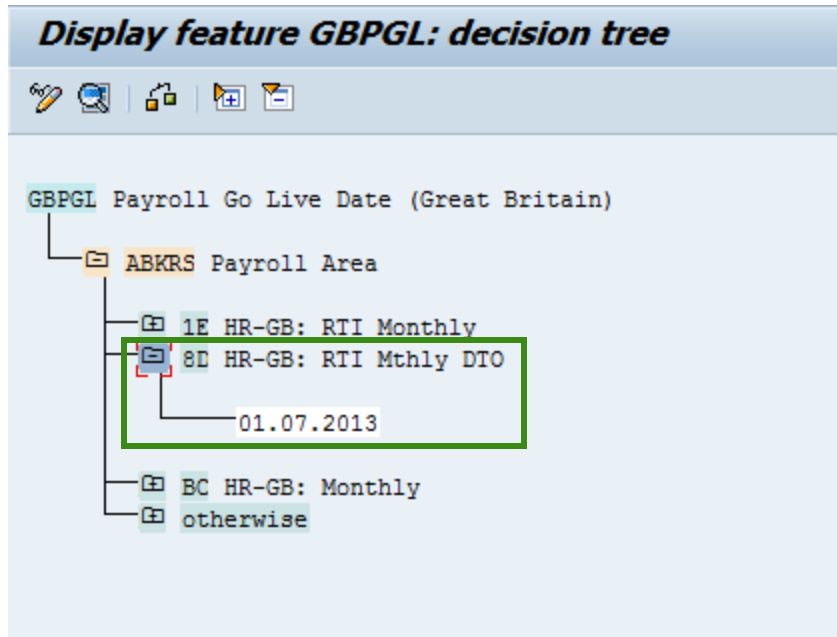 Display feature GBPGL: decision tree
GBPGL Payroll Go Live Date (Great Britain)
ABKRS Payroll Area
1E HR-GB: RTI Monthly
8D HR-GB: RTI Mthly DTO
01.07.2013
BC HR-GB: Monthly
otherwise